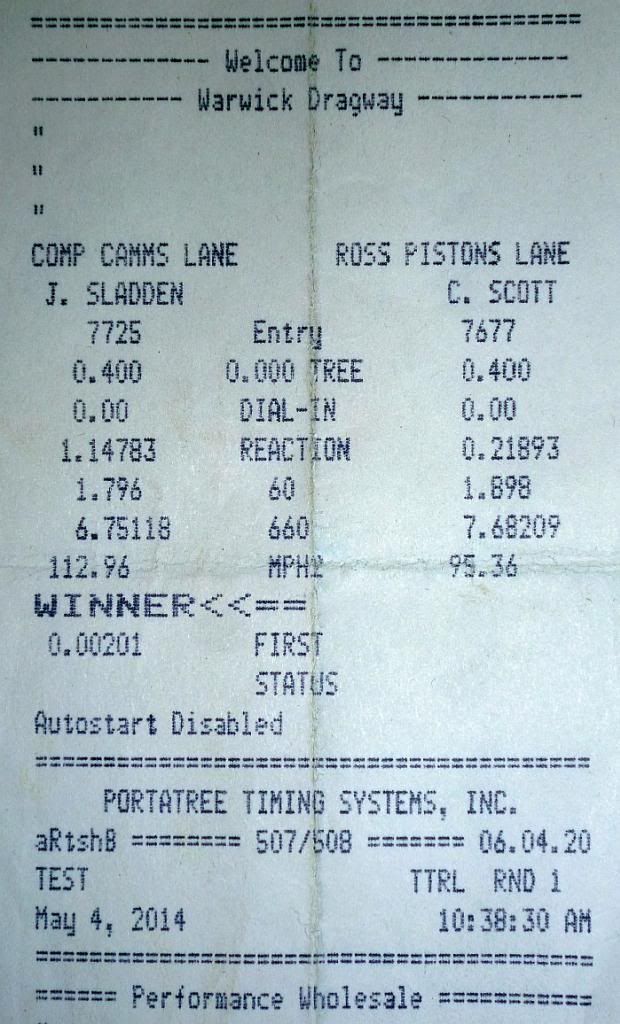 =========================================
------------- Welcome To --------------
----------- Warwick Dragway ------------
"
"
"
COMP CAMMS LANE ROSS PISTONS LANE
J. SLADDEN C. SCOTT
7725 Entry 7677
0.400 0.000 TREE 0.400
0.00 DIAL-IN 0.00
1.14783 REACTION 0.21893
1.796 60 1.898
6.75118 660 7.68209
112.96 MPH2 95.36
WINNER<<==
0.00201 FIRST
STATUS
Autostart Disabled
=========================================
PORTATREE TIMING SYSTEMS, INC.
aRtshB ======== 507/508 ======= 06.04.20
TEST TTRL RND 1
May 4, 2014 10:38:30 AM
=========================================
====== Performance Wholesale ===========